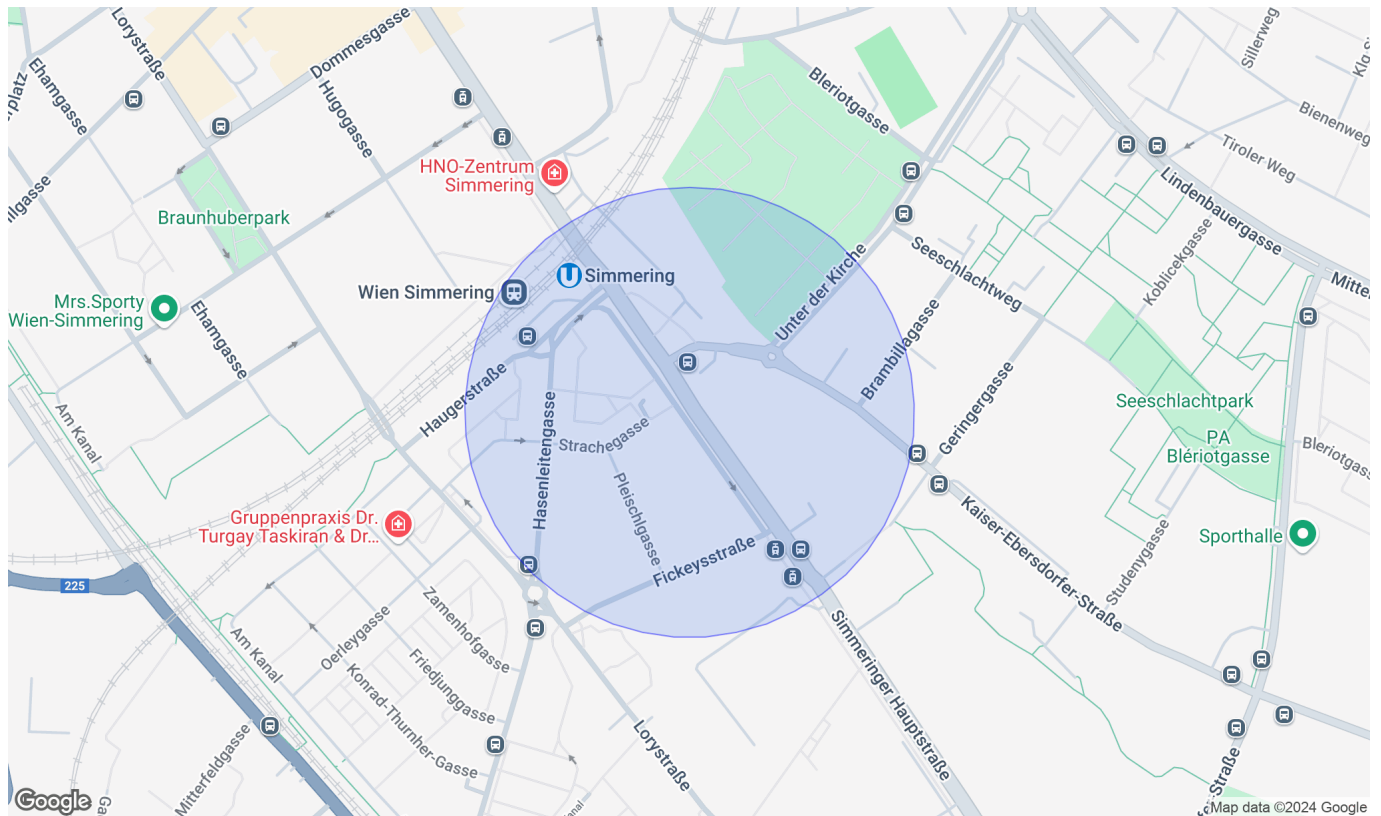 Lorystraße
Dommesgasse
Ehamgasse
Hugogasse
Bleriotgasse
Sillerweg
Bienenweg
Tiroler Weg
HNO-Zentrum
Simmering
Lindenbauergasse
Braunhuberpark
Seeschlachtweg
Koblicekgasse
Unter der Kirche
U Simmering
Wien Simmering
Mrs.Sporty
Wien-Simmering
Ehamgasse
Brambillagasse
Haugerstraße
Geringergasse
Seeschlachtpark
PA
Blériotgasse
Am Kanal
Strachegasse
Hasenleitengasse
Pleischlgasse
Gruppenpraxis Dr.
Turgay Taskiran & Dr...
Kaiser-Ebersdorfer-Straße
Sporthalle
Fickeysstraße
Studenygasse
225
Zamenhofgasse
Oerleygasse
Am Kanal
Friedjunggasse
Konrad-Thurnher-Gasse
Simmeringer Hauptstraße
Lorystraße
Mitterfeldgasse
Google
Map data ©2024 Google